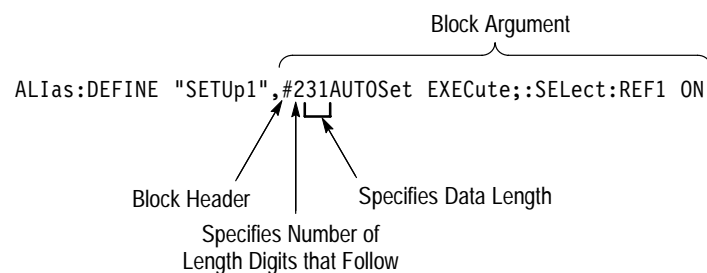 Block Argument
ALIas:DEFINE "SETUp1",#231AUTOSet EXECute;:SELect:REF1 ON
Block Header
Specifies Data Length
Specifies Number of
Length Digits that Follow